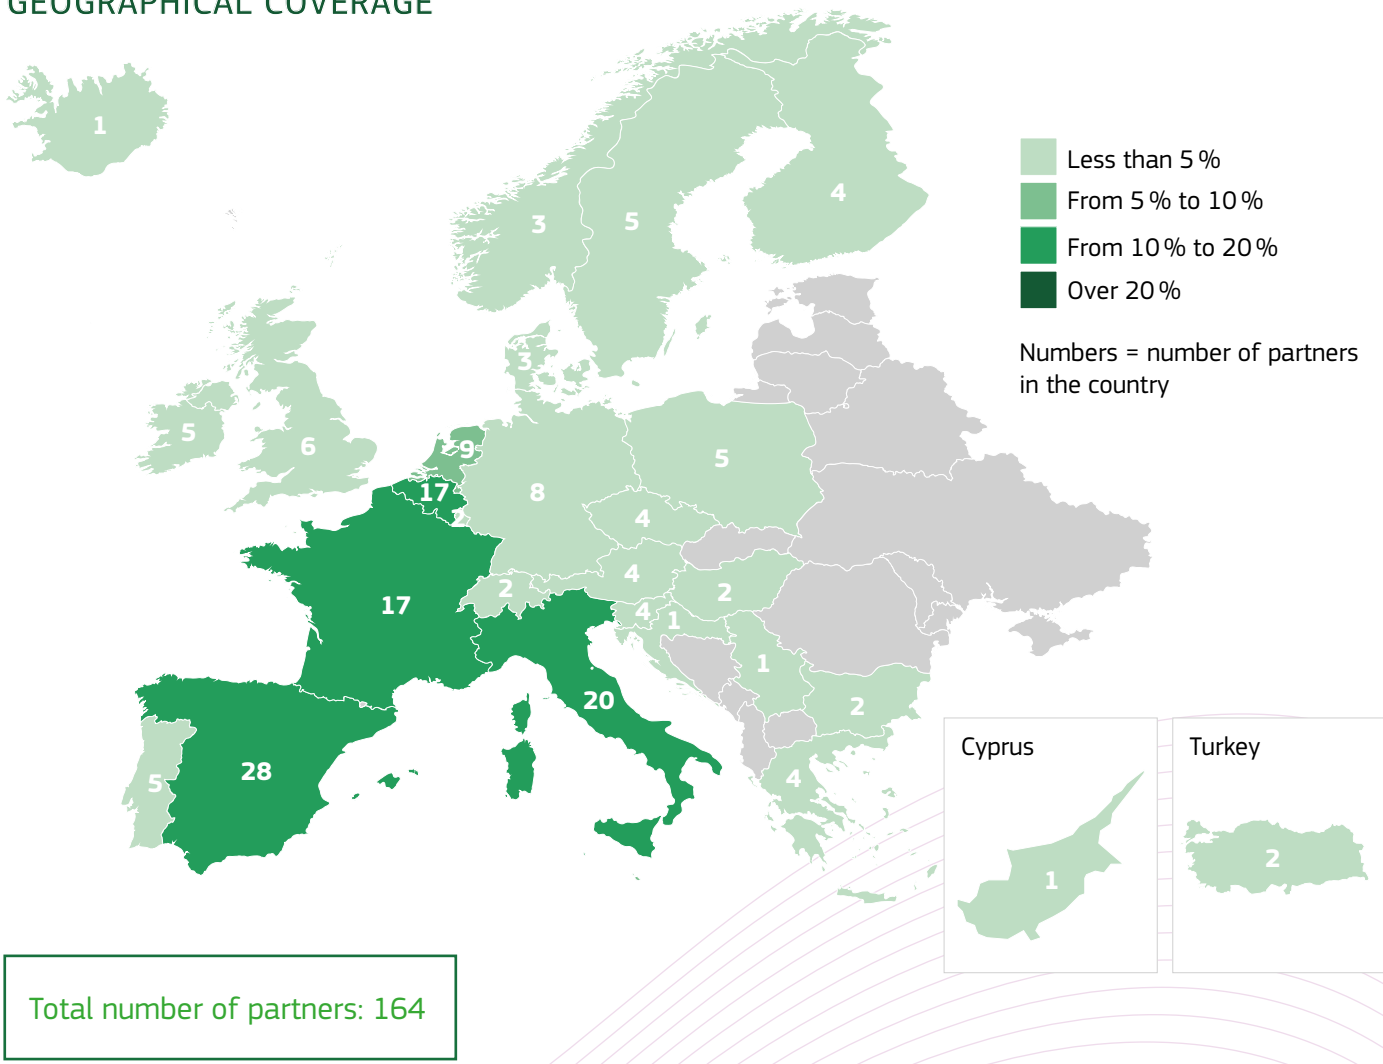 GEOGRAPHICAL COVERAGE
1
Less than 5 %
From 5 % to 10 %
From 10 % to 20 %
Over 20 %
Numbers = number of partners
in the country
4
3
5
3
5
6
9
17
2
8
5
4
4
2
2
4
1
17
1
20
2
28
5
4
Cyprus
1
Turkey
2
Total number of partners: 164